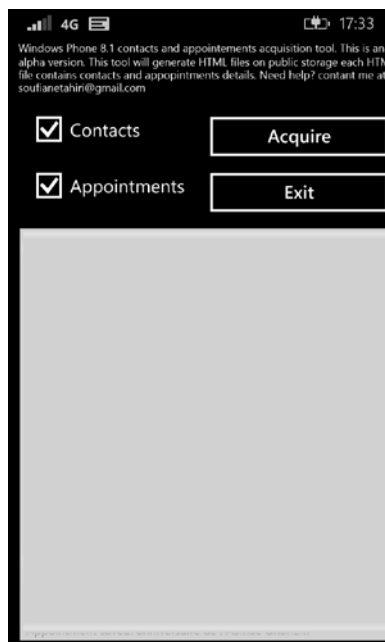 4G 17:33
Windows Phone 8.1 contacts and appointements acquisition tool. This is an
alpha version. This tool will generate HTML files on public storage each HTM
file contains contacts and appopintments details. Need help? contant me at
soufianetahiri@gmail.com
Contacts
Acquire
Appointments
Exit